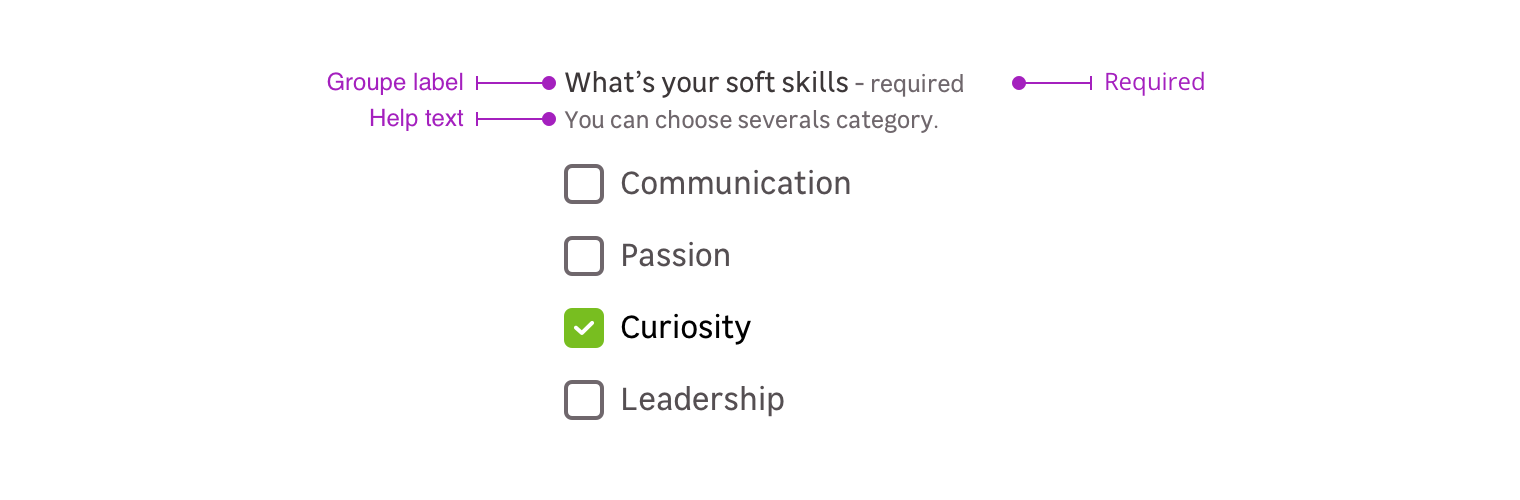 Groupe label What’s your soft skills - required Required
Help text You can choose severals category.
Communication
Passion
Curiosity
Leadership